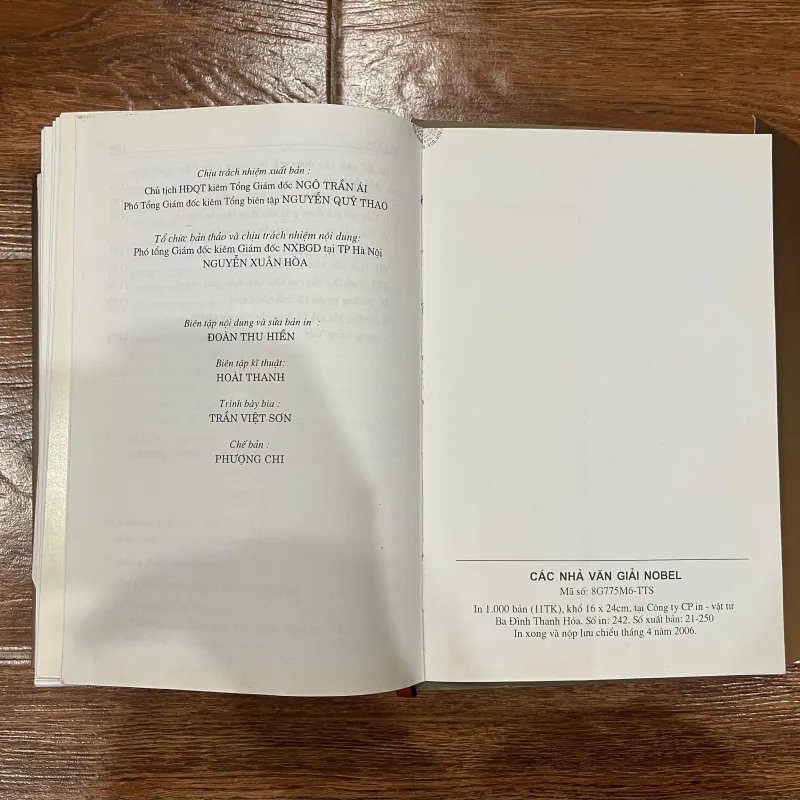 Chịu trách nhiệm xuất bản :
Chủ tịch HĐQT kiêm Tổng Giám đốc NGÔ TRẦN ÁI
Phó Tổng Giám đốc kiêm Tổng biên tập NGUYỄN QUÝ THAO
Tổ chức bản thảo và chịu trách nhiệm nội dung:
Phó tổng Giám đốc kiêm Giám đốc NXBGD tại TP Hà Nội
NGUYỄN XUÂN HÒA
Biên tập nội dung và sửa bản in :
ĐOÀN THU HIỀN
Biên tập kĩ thuật:
HOÀI THANH
Trình bày bìa :
TRẦN VIỆT SƠN
Chế bản :
PHƯỢNG CHI
CÁC NHÀ VĂN GIẢI NOBEL
Mã số: 8G775M6-TTS
In 1.000 bản (11TK), khổ 16 x 24cm, tại Công ty CP in - vật tư
Ba Đình Thanh Hóa. Số in: 242. Số xuất bản: 21-250
In xong và nộp lưu chiểu tháng 4 năm 2006.